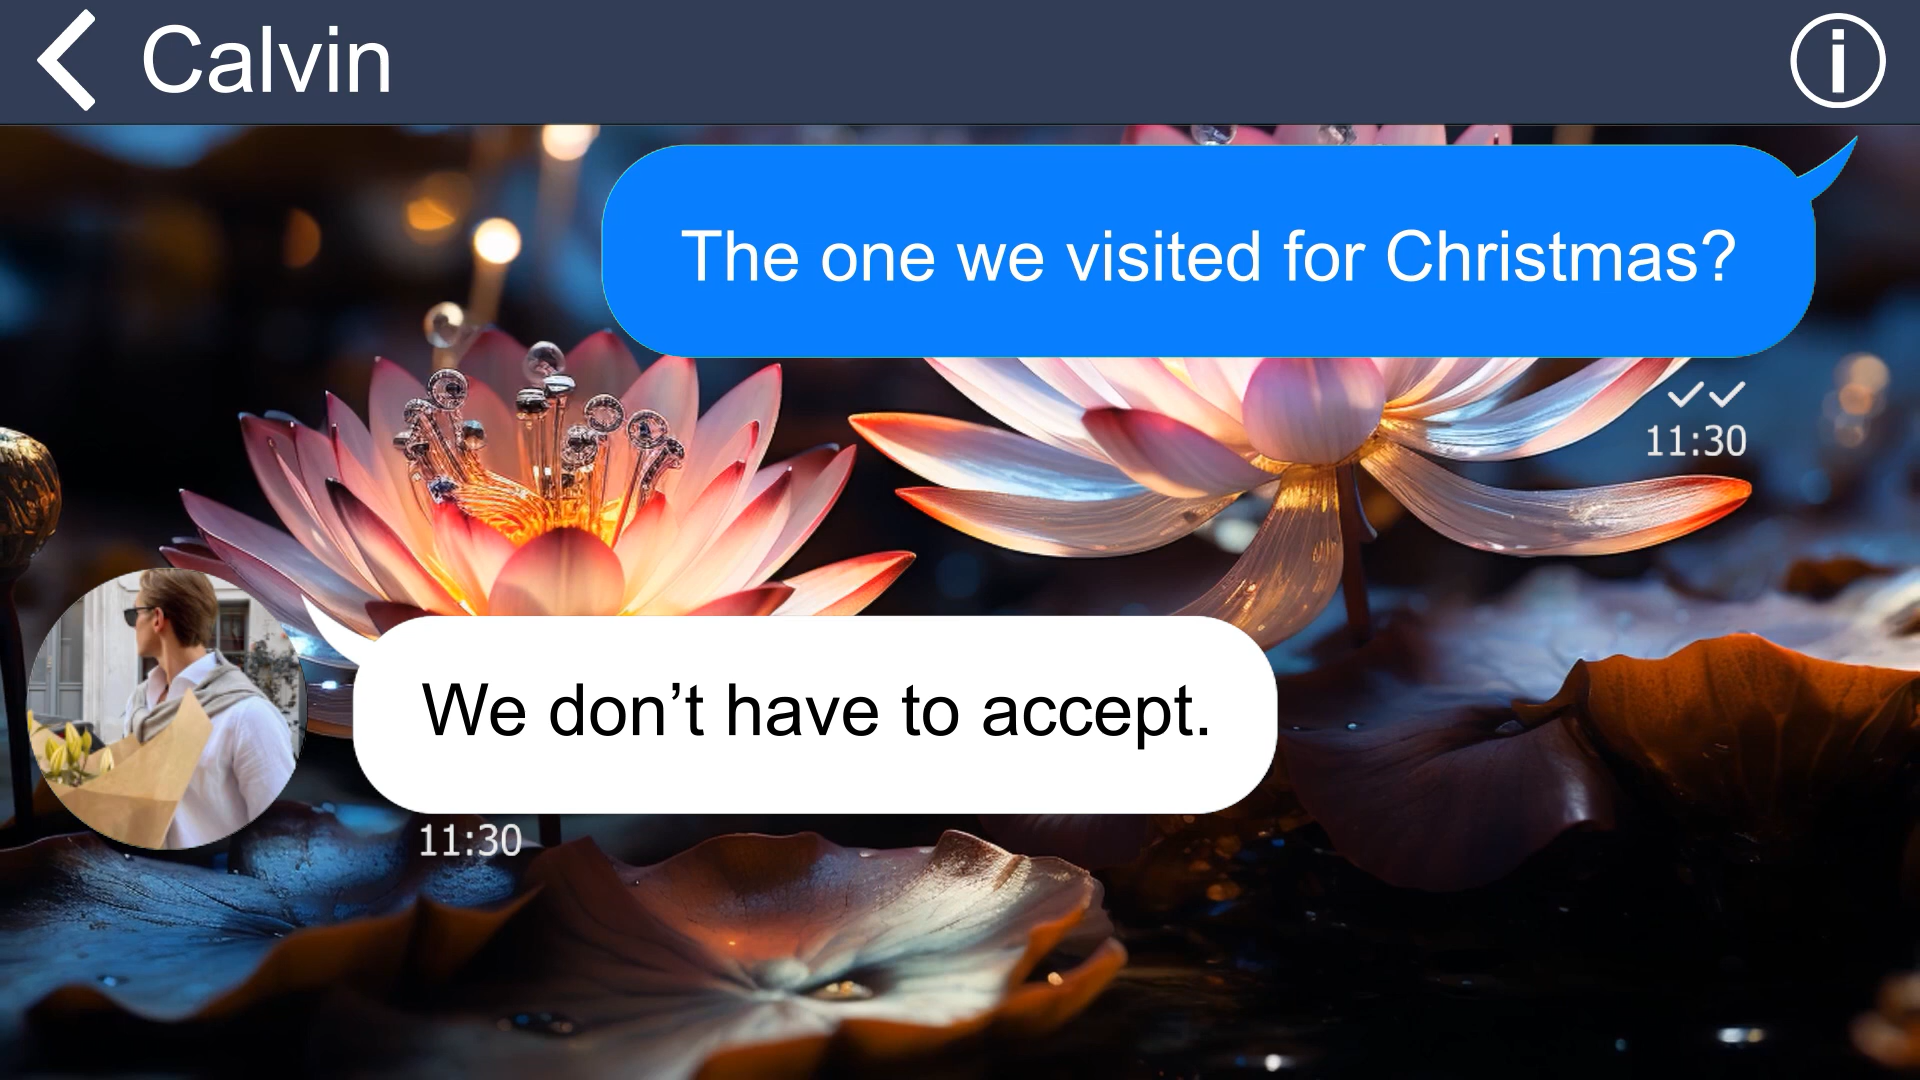 Calvin
The one we visited for Christmas?
11:30
We don’t have to accept.
11:30